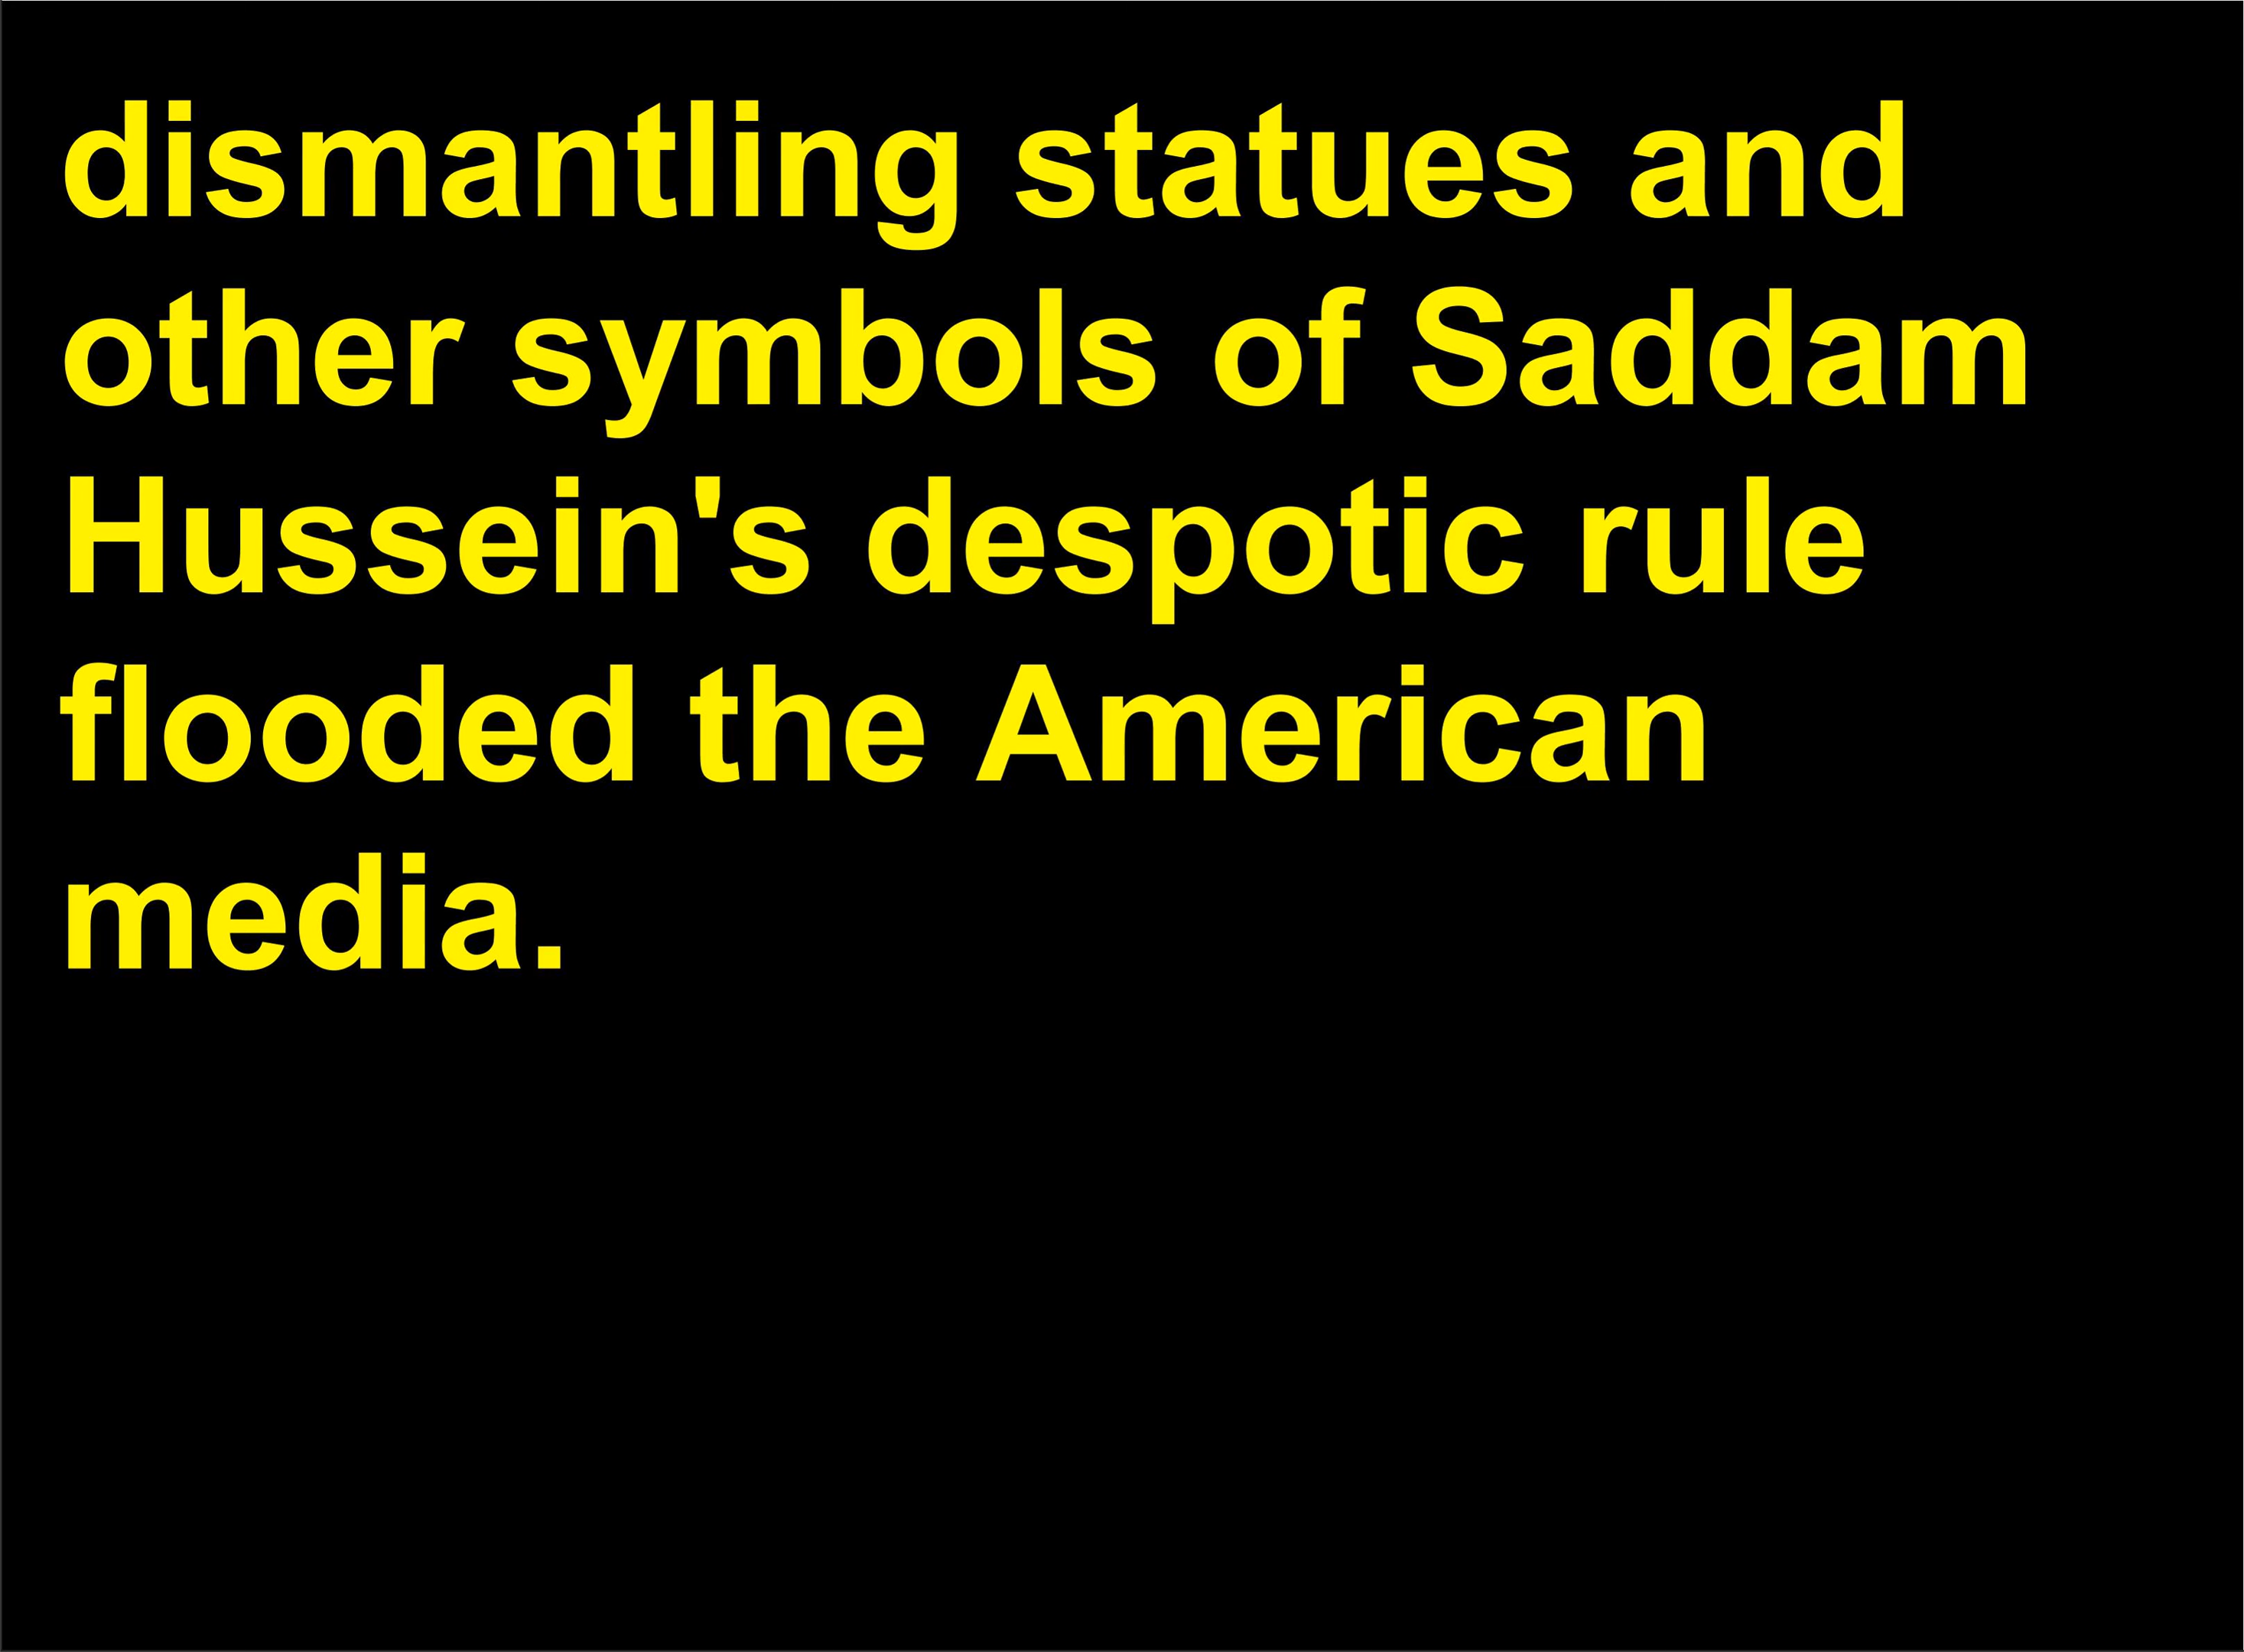 dismantling statues and
other symbols of Saddam
Hussein's despotic rule
flooded the American
media.